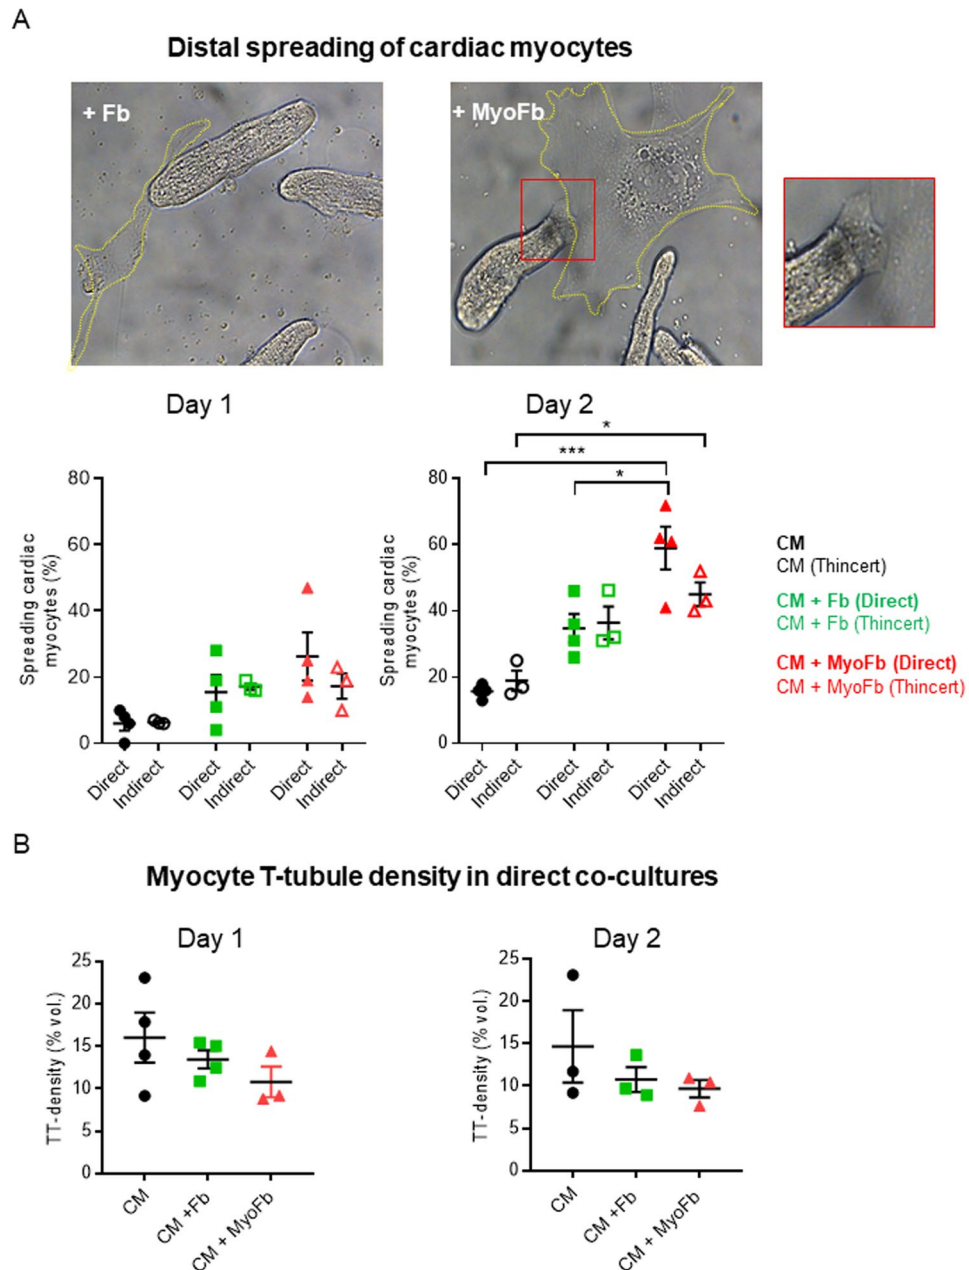 A
Distal spreading of cardiac myocytes
+ Fb
+ MyoFb
Day 1
Day 2
*
***
*
80
60
40
20
0
Spreading cardiac
myocytes (%)
Direct
Indirect
Direct
Indirect
Direct
Indirect
80
60
40
20
0
Spreading cardiac
myocytes (%)
Direct
Indirect
Direct
Indirect
Direct
Indirect
CM
CM (Thincert)
CM + Fb (Direct)
CM + Fb (Thincert)
CM + MyoFb (Direct)
CM + MyoFb (Thincert)
B
Myocyte T-tubule density in direct co-cultures
Day 1
Day 2
25
20
15
10
5
0
TT-density (% vol.)
CM
CM +Fb
CM + MyoFb
25
20
15
10
5
0
TT-density (% vol.)
CM
CM + Fb
CM + MyoFb